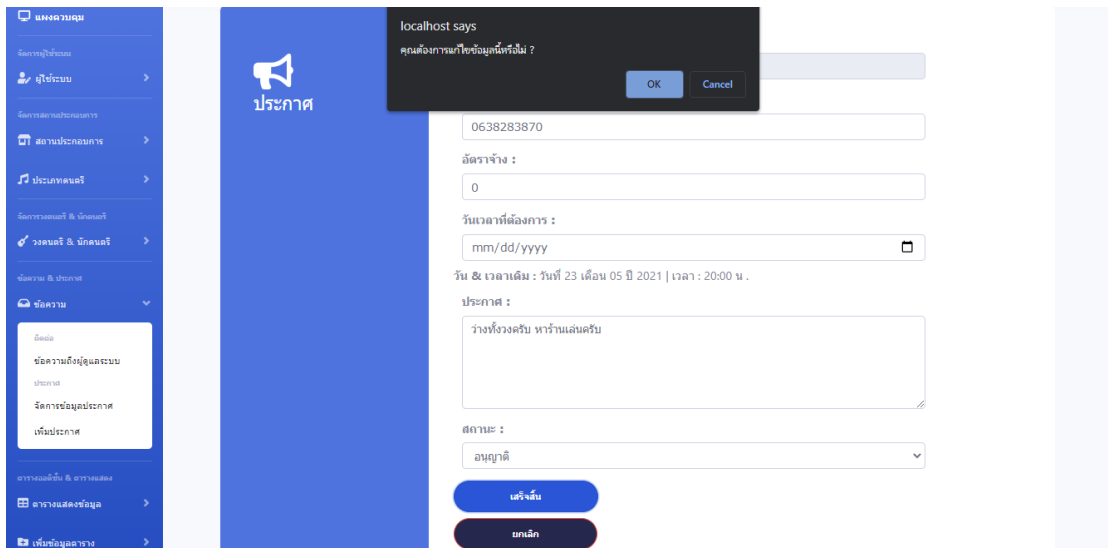 แผงควบคุม
จัดการผู้ใช้ระบบ
ผู้ใช้ระบบ
จัดการสถานประกอบการ
สถานประกอบการ
ประเภทดนตรี
จัดการวงดนตรี & นักดนตรี
วงดนตรี & นักดนตรี
ข้อความ & ประกาศ
ข้อความ
ติดต่อ
ข้อความถึงผู้ดูแลระบบ
ประกาศ
จัดการข้อมูลประกาศ
เพิ่มประกาศ
ตารางออดิชั่น & ตารางแสดง
ตารางแสดงข้อมูล
เพิ่มข้อมูลตาราง
ประกาศ
localhost says
คุณต้องการแก้ไขข้อมูลนี้หรือไม่ ?
OK Cancel
0638283870
อัตราจ้าง :
0
วันเวลาที่ต้องการ :
mm/dd/yyyy
วัน & เวลาเดิม : วันที่ 23 เดือน 05 ปี 2021 | เวลา : 20:00 น .
ประกาศ :
ว่างทั้งวงครับ หาร้านเล่นครับ
สถานะ :
อนุญาติ
เสร็จสิ้น
ยกเลิก